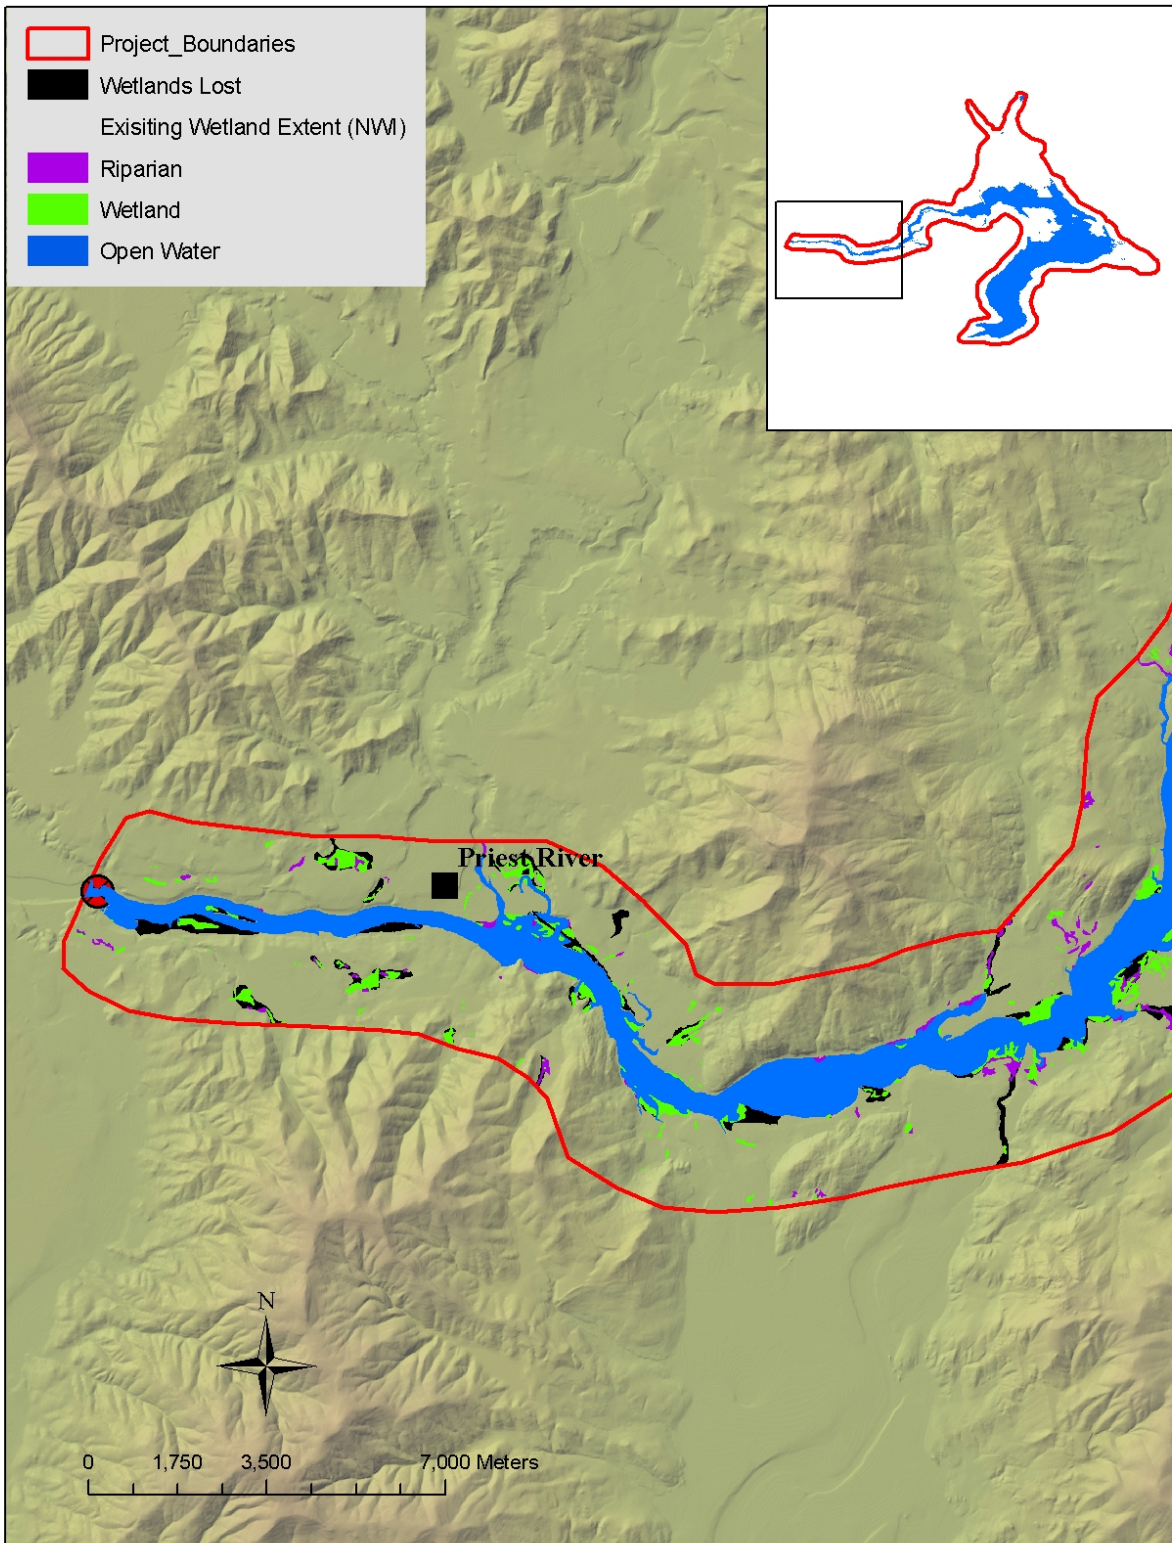 Project_Boundaries
Wetlands Lost
Exisiting Wetland Extent (NWI)
Riparian
Wetland
Open Water
Priest River
N
0 1,750 3,500 7,000 Meters